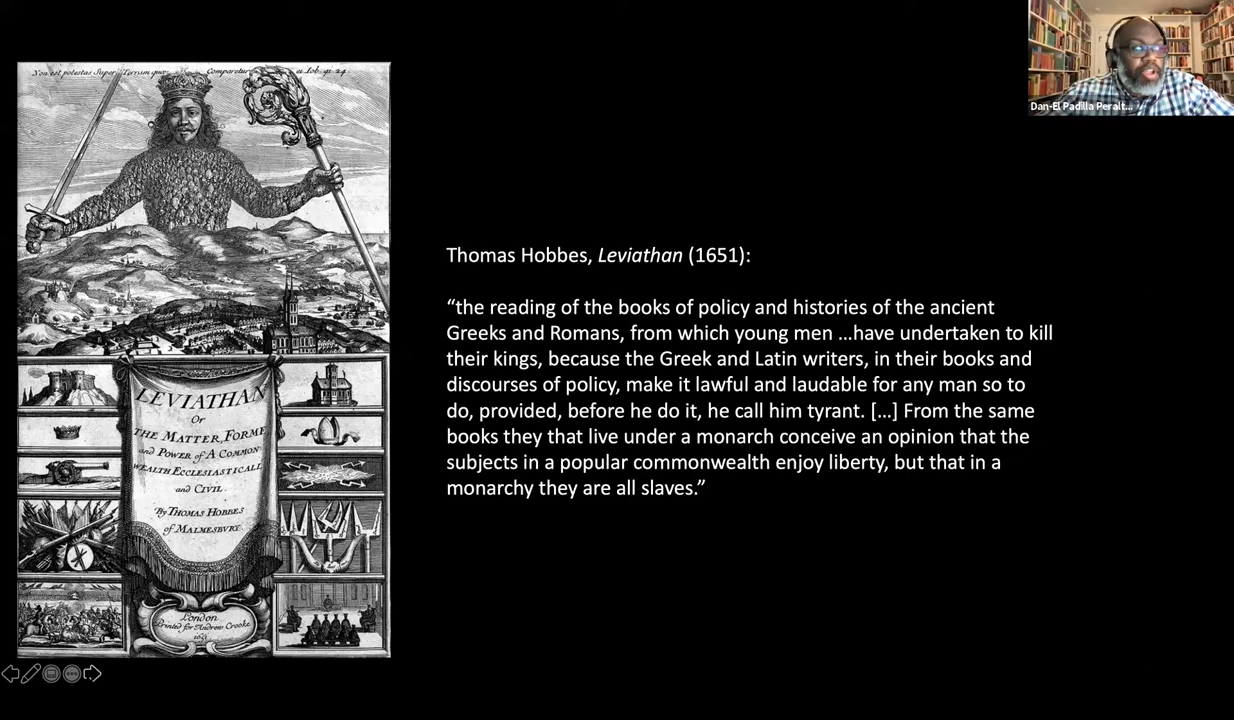 Non est potestas Super Terram quae Comparetur ei Iob. 41. 24.
LEVIATHAN
Or
THE MATTER, FORME
and POWER of A COMMON-
WEALTH ECCLESIASTICALL
and CIVIL.
By THOMAS HOBBES
of MALMESBURY.
London
Printed for Andrew Crooke
1651
Thomas Hobbes, Leviathan (1651):
“the reading of the books of policy and histories of the ancient
Greeks and Romans, from which young men …have undertaken to kill
their kings, because the Greek and Latin writers, in their books and
discourses of policy, make it lawful and laudable for any man so to
do, provided, before he do it, he call him tyrant. […] From the same
books they that live under a monarch conceive an opinion that the
subjects in a popular commonwealth enjoy liberty, but that in a
monarchy they are all slaves.”
Dan-El Padilla Peralt...